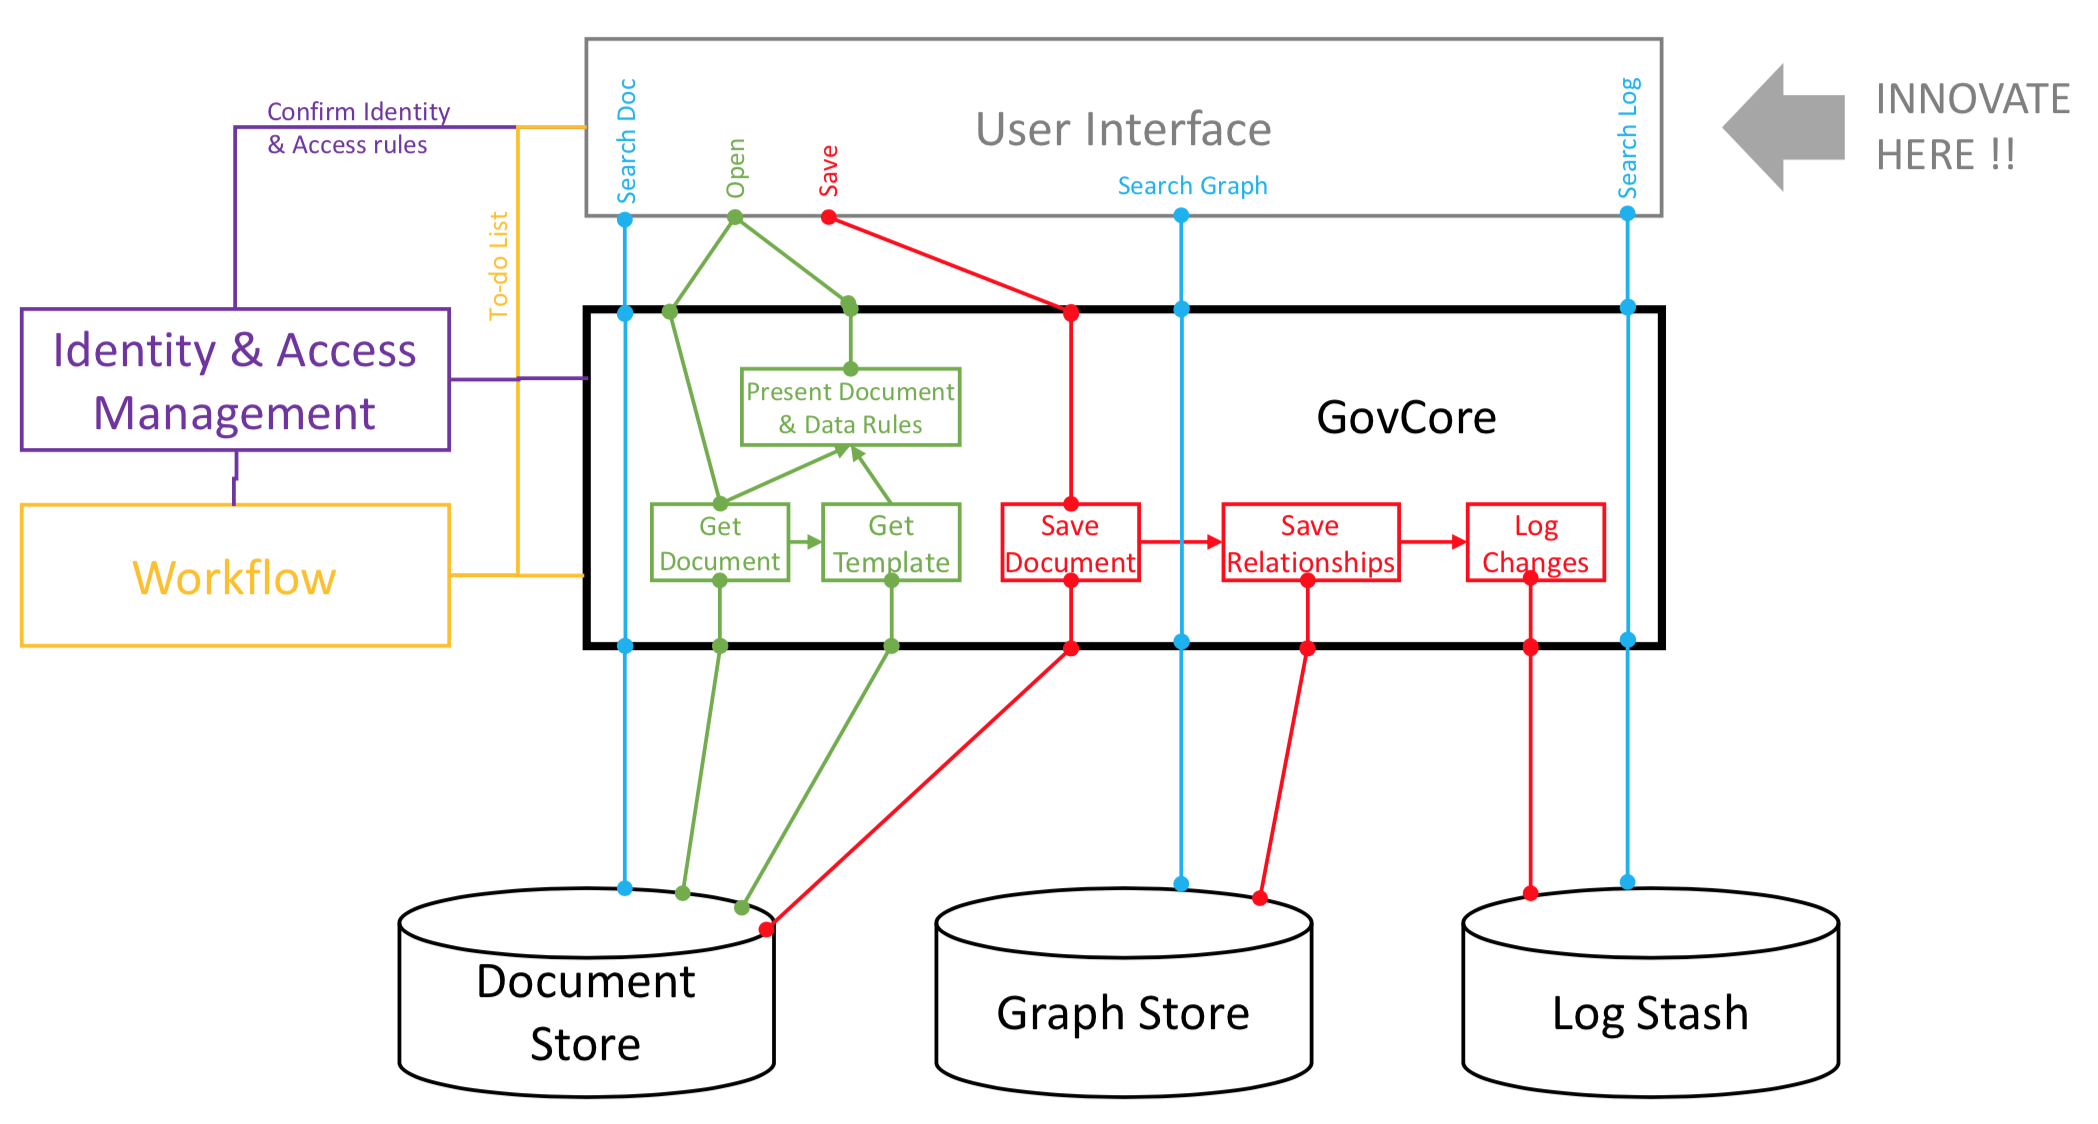 Confirm Identity
& Access rules
To-do List
Search Doc
Open
Save
User Interface
Search Graph
Search Log
INNOVATE
HERE !!
Identity & Access
Management
Workflow
GovCore
Present Document
& Data Rules
Get
Document
Get
Template
Save
Document
Save
Relationships
Log
Changes
Document
Store
Graph Store
Log Stash